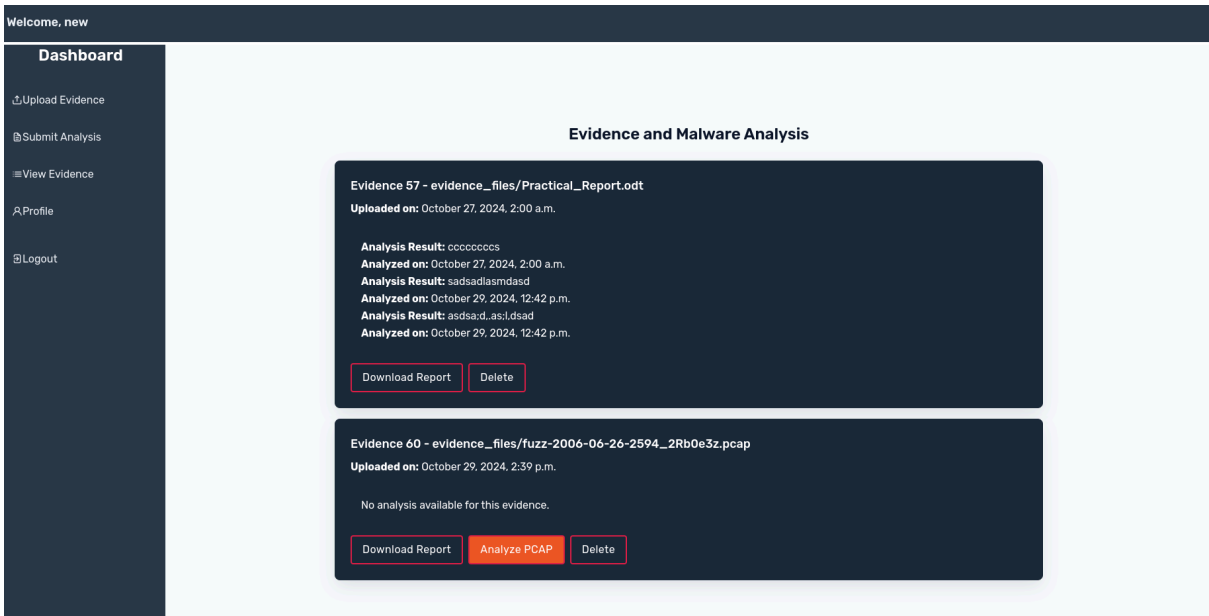 Welcome, new
Dashboard
Upload Evidence
Submit Analysis
View Evidence
Profile
Logout
Evidence and Malware Analysis
Evidence 57 - evidence_files/Practical_Report.odt
Uploaded on: October 27, 2024, 2:00 a.m.
Analysis Result: ccccccccs
Analyzed on: October 27, 2024, 2:00 a.m.
Analysis Result: sadsadlasmdasd
Analyzed on: October 29, 2024, 12:42 p.m.
Analysis Result: asdsa;d,.as;l,dsad
Analyzed on: October 29, 2024, 12:42 p.m.
Download Report Delete
Evidence 60 - evidence_files/fuzz-2006-06-26-2594_2Rb0e3z.pcap
Uploaded on: October 29, 2024, 2:39 p.m.
No analysis available for this evidence.
Download Report Analyze PCAP Delete